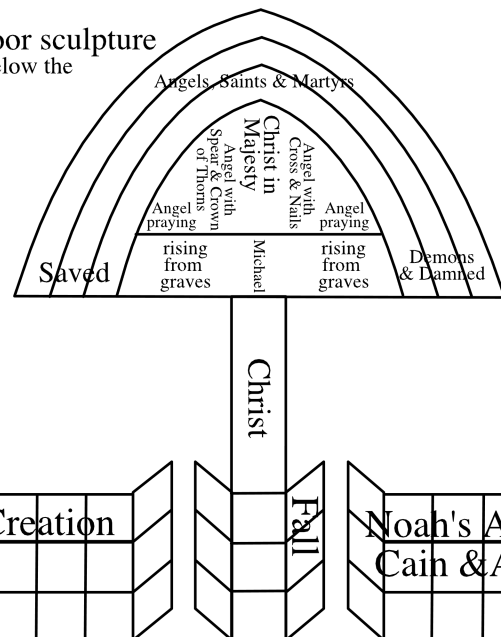 oor sculpture
elow the
Angels, Saints & Martyrs
Christ in
Majesty
Angel with
Spear & Crown
of Thorns
Angel with
Cross & Nails
Angel
praying
Angel
praying
Saved
rising
from
graves
Michael
rising
from
graves
Demons
& Damned
Christ
Creation
Fall
Noah's A
Cain & A